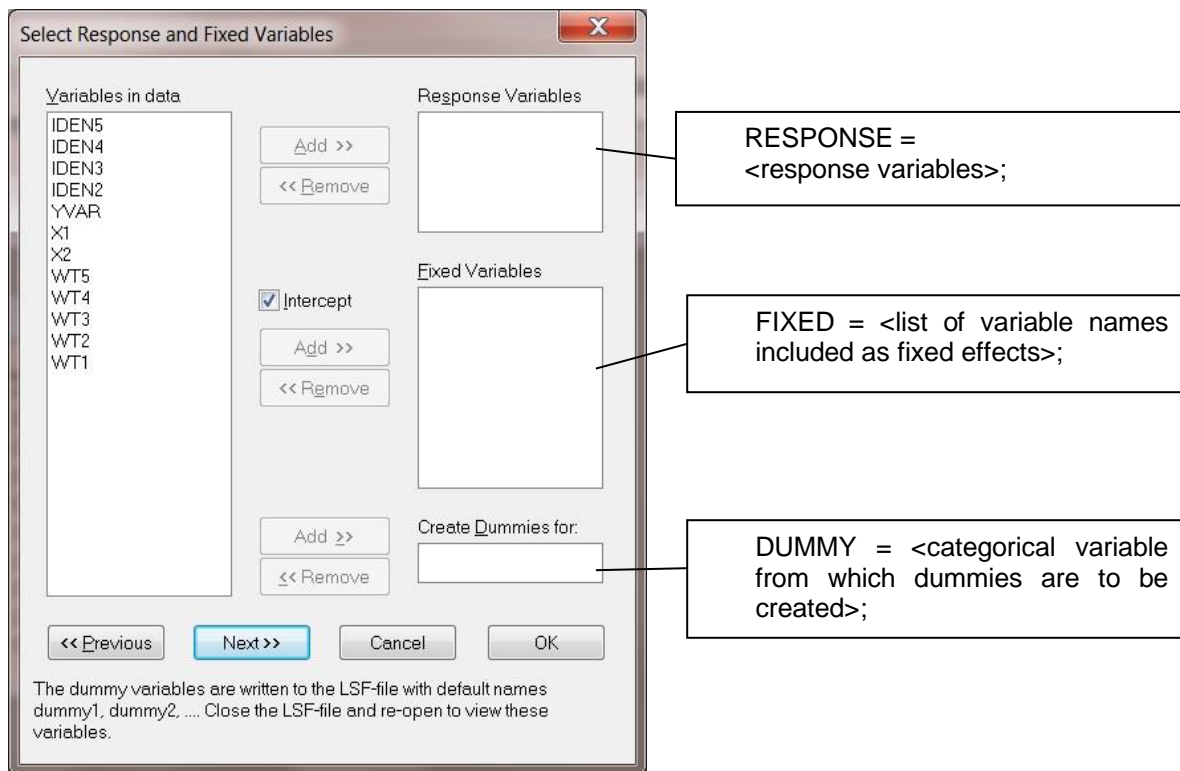 Select Response and Fixed Variables
X
Variables in data
IDEN5
IDEN4
IDEN3
IDEN2
YVAR
X1
X2
WT5
WT4
WT3
WT2
WT1
Add >>
<< Remove
Response Variables
Intercept
Add >>
<< Remove
Fixed Variables
Add >>
<< Remove
Create Dummies for:
<< Previous
Next >>
Cancel
OK
The dummy variables are written to the LSF-file with default names
dummy1, dummy2, .... Close the LSF-file and re-open to view these
variables.
RESPONSE =
<response variables>;
FIXED = <list of variable names
included as fixed effects>;
DUMMY = <categorical variable
from which dummies are to be
created>;